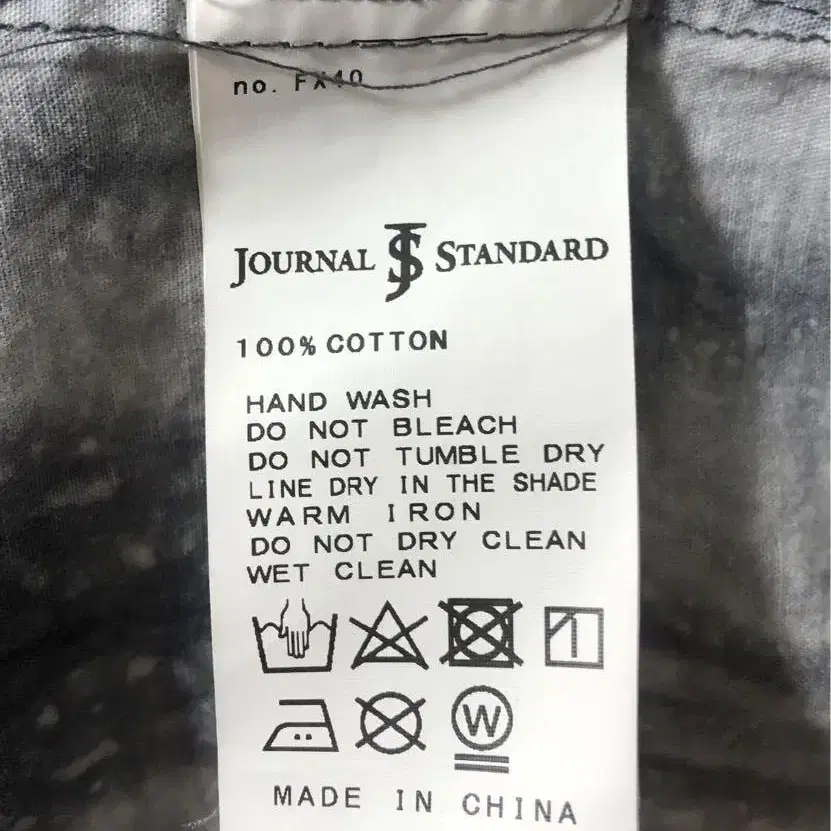 no. FX40
JOURNAL JS STANDARD
100% COTTON
HAND WASH
DO NOT BLEACH
DO NOT TUMBLE DRY
LINE DRY IN THE SHADE
WARM IRON
DO NOT DRY CLEAN
WET CLEAN
W
MADE IN CHINA